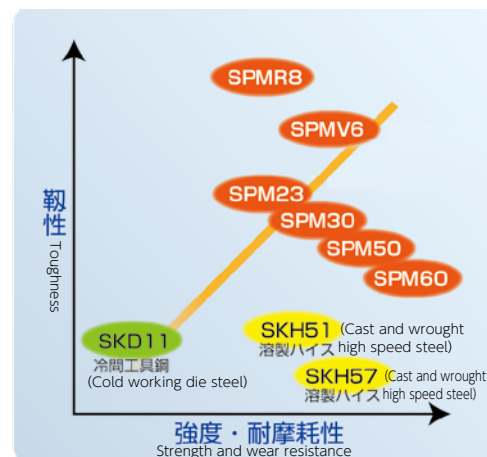 SPMR8
SPMV6
SPM23
SPM30
SPM50
SPM60
靱性
Toughness
SKD11
冷間工具鋼
(Cold working die steel)
SKH51 (Cast and wrought
溶製ハイス high speed steel)
SKH57 (Cast and wrought
溶製ハイス high speed steel)
強度・耐摩耗性
Strength and wear resistance